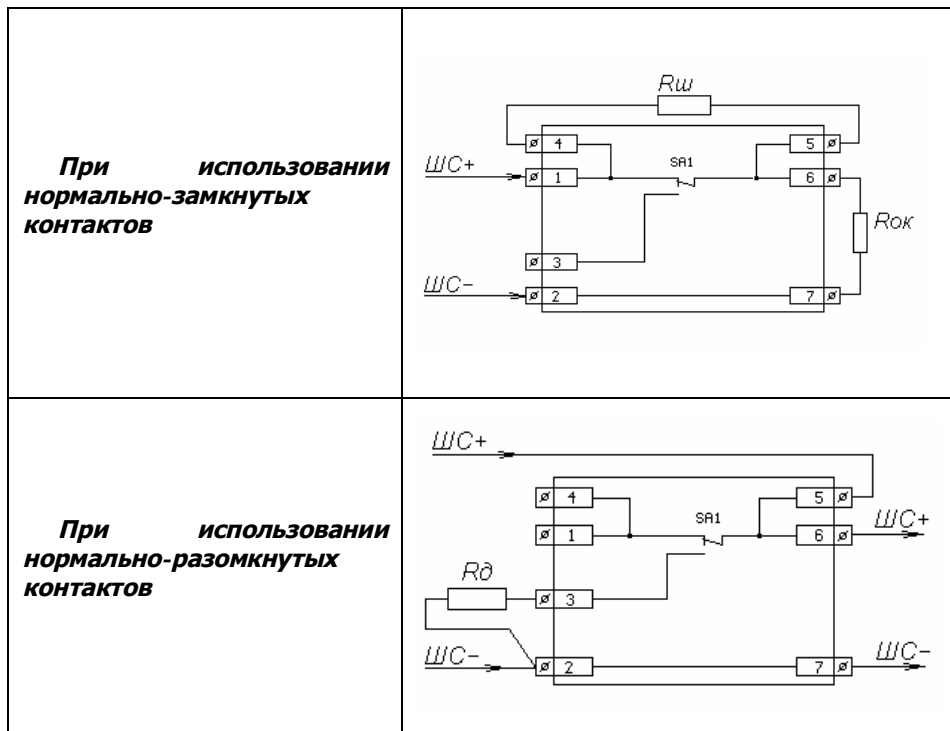 При использовании
нормально-замкнутых
контактов
Rш
4
5
ШС+
SA1
1
6
Rок
3
ШС−
2
7
При использовании
нормально-разомкнутых
контактов
ШС+
4
5
SA1
ШС+
1
6
Rд
3
ШС−
2
7
ШС−